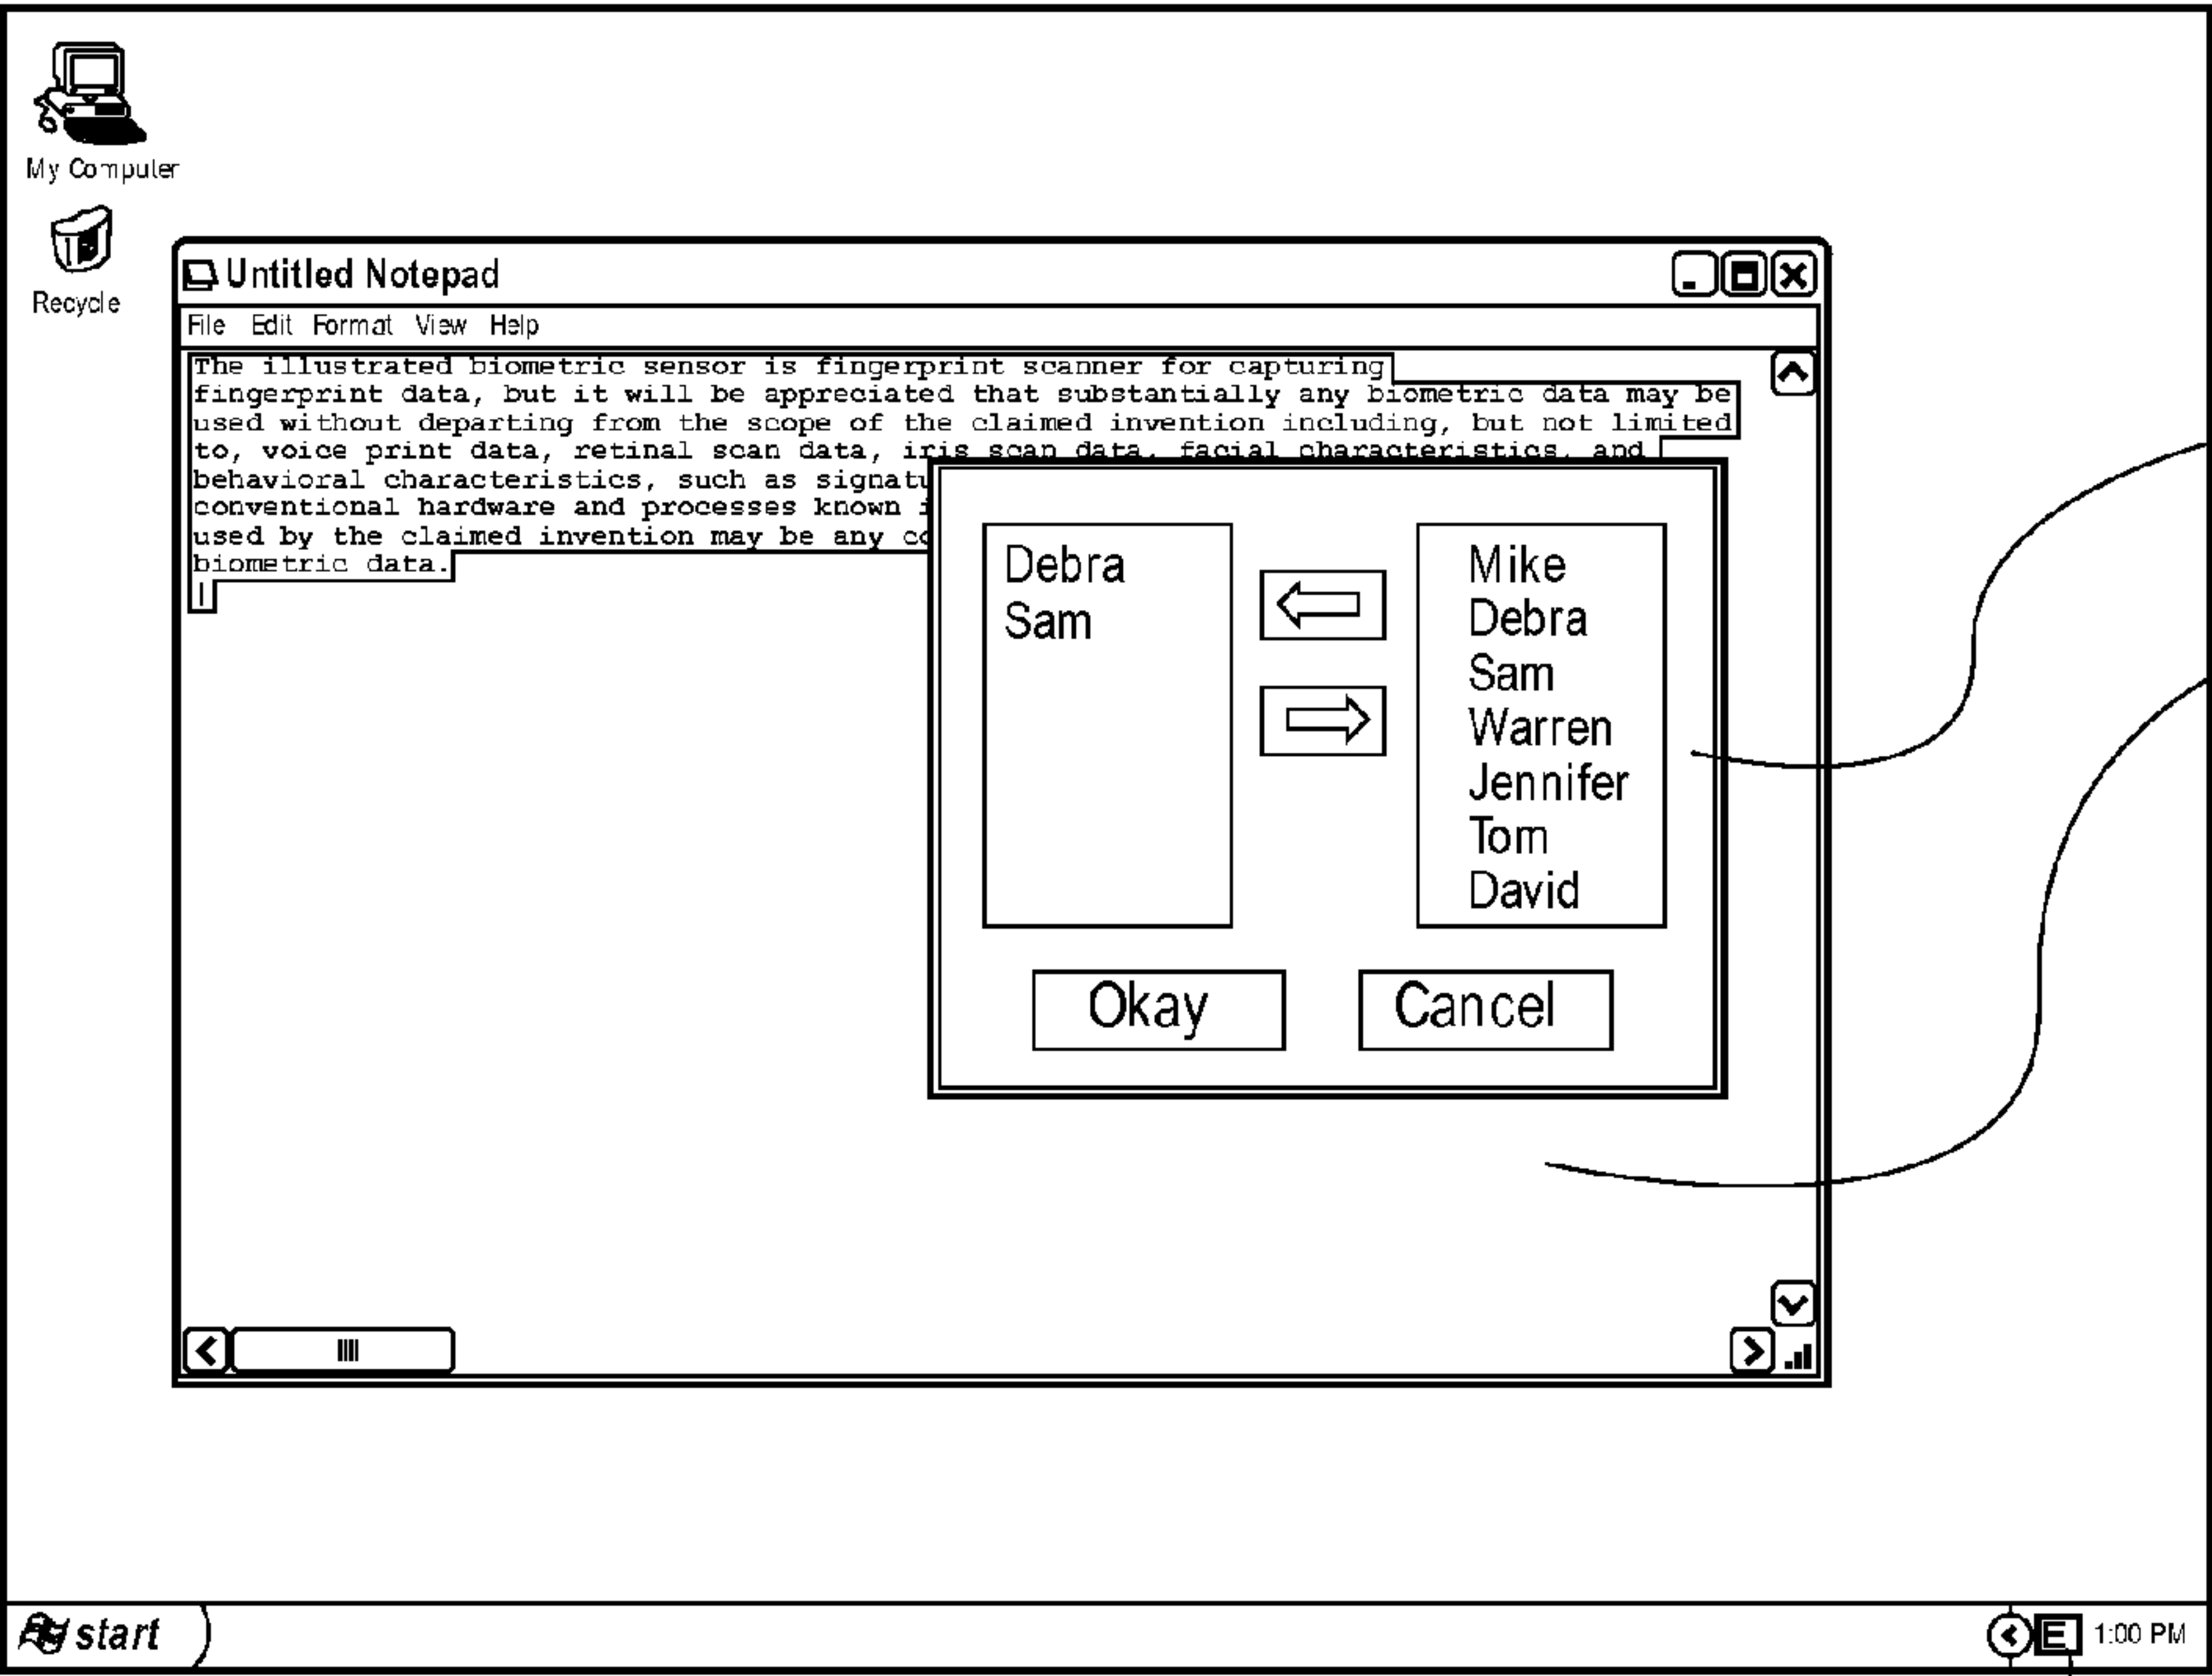 My Computer
Recycle
Untitled Notepad
File Edit Format View Help
The illustrated biometric sensor is fingerprint scanner for capturing
fingerprint data, but it will be appreciated that substantially any biometric data may be
used without departing from the scope of the claimed invention including, but not limited
to, voice print data, retinal scan data, iris scan data, facial characteristics, and
behavioral characteristics, such as
conventional hardware and processes known
used by the claimed invention may be any
biometric data.
Debra
Sam
Mike
Debra
Sam
Warren
Jennifer
Tom
David
Okay Cancel
start
E 1:00 PM